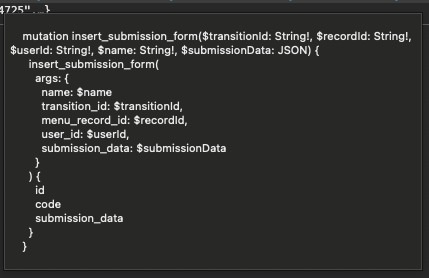 4725"…}
mutation insert_submission_form($transitionId: String!, $recordId: String!,
$userId: String!, $name: String!, $submissionData: JSON) {
insert_submission_form(
args: {
name: $name
transition_id: $transitionId,
menu_record_id: $recordId,
user_id: $userId,
submission_data: $submissionData
}
) {
id
code
submission_data
}
}